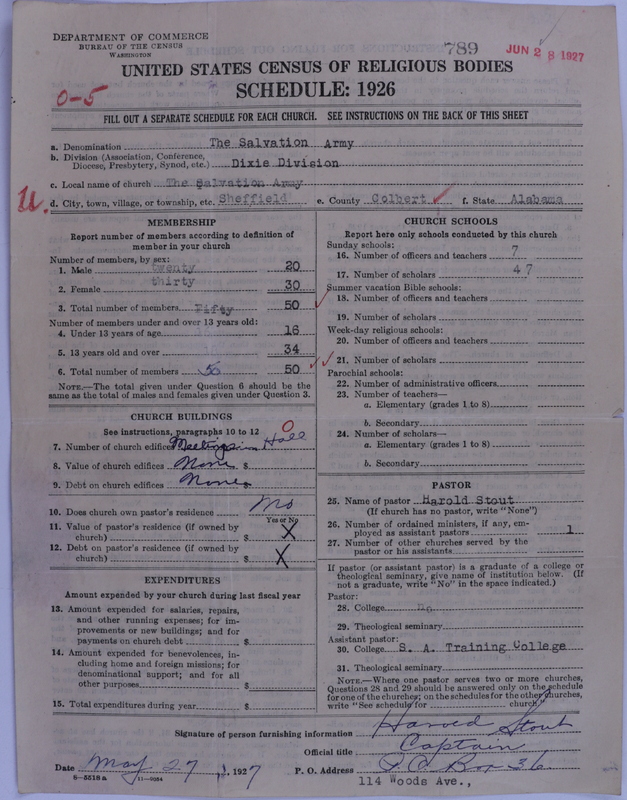 DEPARTMENT OF COMMERCE
BUREAU OF THE CENSUS
WASHINGTON
789
JUN 28 1927
UNITED STATES CENSUS OF RELIGIOUS BODIES
SCHEDULE: 1926
0-5
FILL OUT A SEPARATE SCHEDULE FOR EACH CHURCH. SEE INSTRUCTIONS ON THE BACK OF THIS SHEET
a. Denomination The Salvation Army
b. Division (Association, Conference, Diocese, Presbytery, Synod, etc.) Dixie Division
c. Local name of church The Salvation Army
U.
d. City, town, village, or township, etc. Sheffield e. County Colbert f. State Alabama
MEMBERSHIP
Report number of members according to definition of
member in your church
Number of members, by sex:
1. Male twenty 20
2. Female thirty 30
3. Total number of members Fifty 50
Number of members under and over 13 years old:
4. Under 13 years of age 16
5. 13 years old and over 34
6. Total number of members 50 50
NOTE.—The total given under Question 6 should be the
same as the total of males and females given under Question 3.
CHURCH BUILDINGS
See instructions, paragraphs 10 to 12 0
7. Number of church edifices Meeting in Hall
8. Value of church edifices None $
9. Debt on church edifices None $
10. Does church own pastor's residence No
Yes or No
11. Value of pastor's residence (if owned by
church) $ X
12. Debt on pastor's residence (if owned by
church) $ X
EXPENDITURES
Amount expended by your church during last fiscal year
13. Amount expended for salaries, repairs,
and other running expenses; for im-
provements or new buildings; and for
payments on church debt $
14. Amount expended for benevolences, in-
cluding home and foreign missions; for
denominational support; and for all
other purposes $
15. Total expenditures during year $
CHURCH SCHOOLS
Report here only schools conducted by this church
Sunday schools:
16. Number of officers and teachers 7
17. Number of scholars 47
Summer vacation Bible schools:
18. Number of officers and teachers
19. Number of scholars
Week-day religious schools:
20. Number of officers and teachers
21. Number of scholars
Parochial schools:
22. Number of administrative officers
23. Number of teachers—
a. Elementary (grades 1 to 8)
b. Secondary
24. Number of scholars—
a. Elementary (grades 1 to 8)
b. Secondary
PASTOR
25. Name of pastor Harold Stout
(If church has no pastor, write "None")
26. Number of ordained ministers, if any, em-
ployed as assistant pastors 1
27. Number of other churches served by the
pastor or his assistants
If pastor (or assistant pastor) is a graduate of a college or
theological seminary, give name of institution below. (If
not a graduate, write "No" in the space indicated.)
Pastor:
28. College No
29. Theological seminary
Assistant pastor:
30. College S. A. Training College
31. Theological seminary
NOTE.—Where one pastor serves two or more churches,
Questions 28 and 29 should be answered only on the schedule
for one of the churches; on the schedules for the other churches,
write "See schedule for church."
Signature of person furnishing information Harold Stout
Official title Captain
Date May 27, 1927 P. O. Address P.O Box 36
8-5518a 11-9034
114 Woods Ave.,